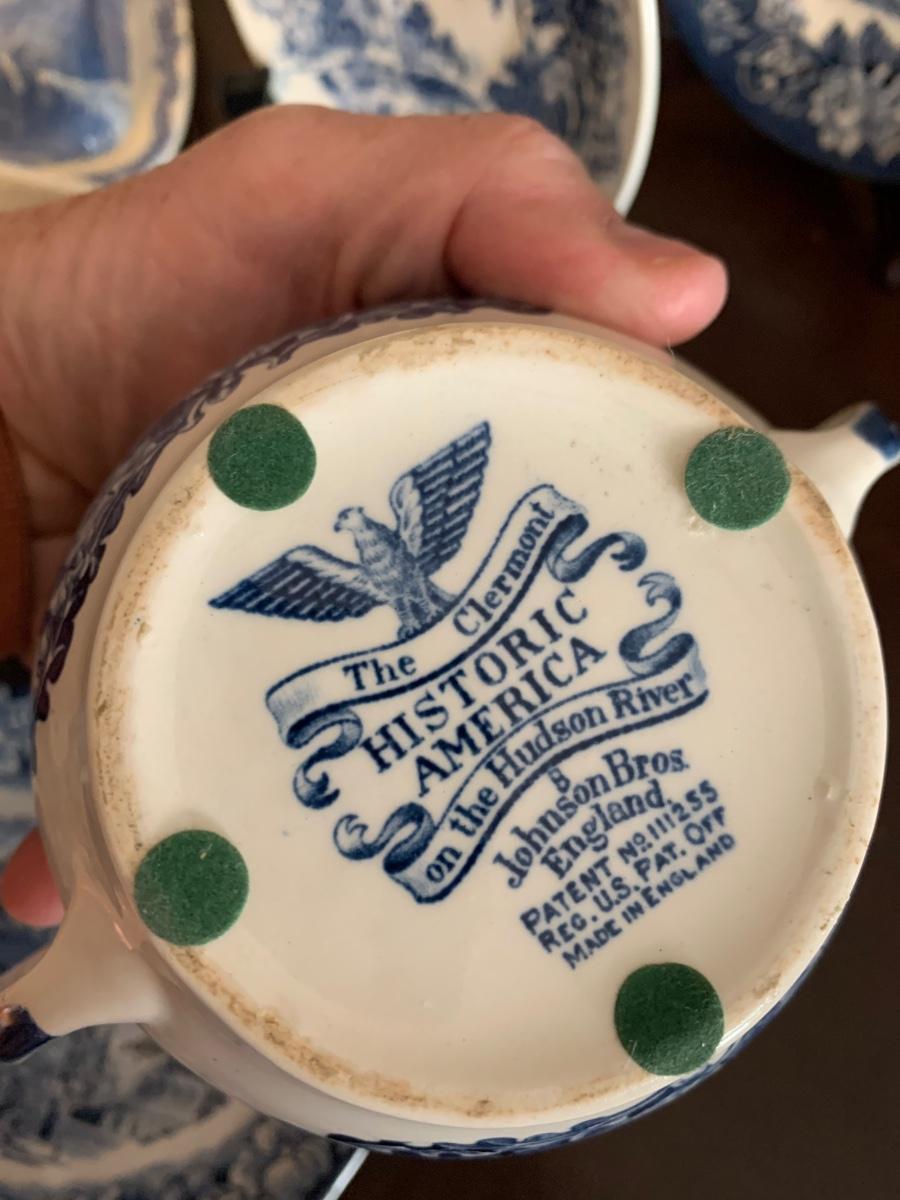 The Clermont
HISTORIC
AMERICA
on the Hudson River
8
Johnson Bros.
England.
PATENT No. 111255
REG. U.S. PAT. OFF
MADE IN ENGLAND